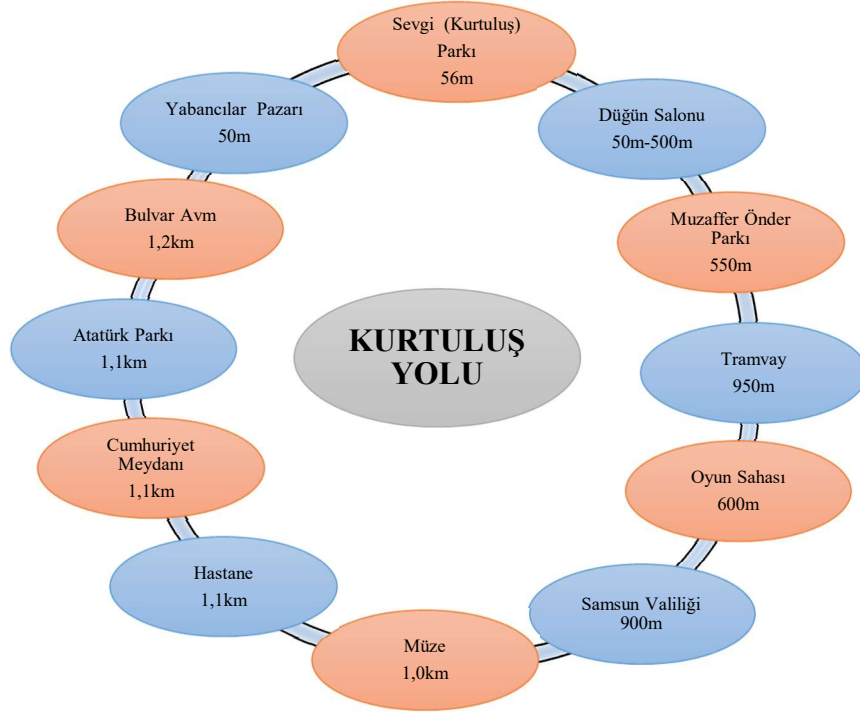 Sevgi (Kurtuluş)
Parkı
56m
Düğün Salonu
50m-500m
Muzaffer Önder
Parkı
550m
Tramvay
950m
Oyun Sahası
600m
Samsun Valiliği
900m
Müze
1,0km
Hastane
1,1km
Cumhuriyet
Meydanı
1,1km
Atatürk Parkı
1,1km
Bulvar Avm
1,2km
Yabancılar Pazarı
50m
KURTULUŞ
YOLU